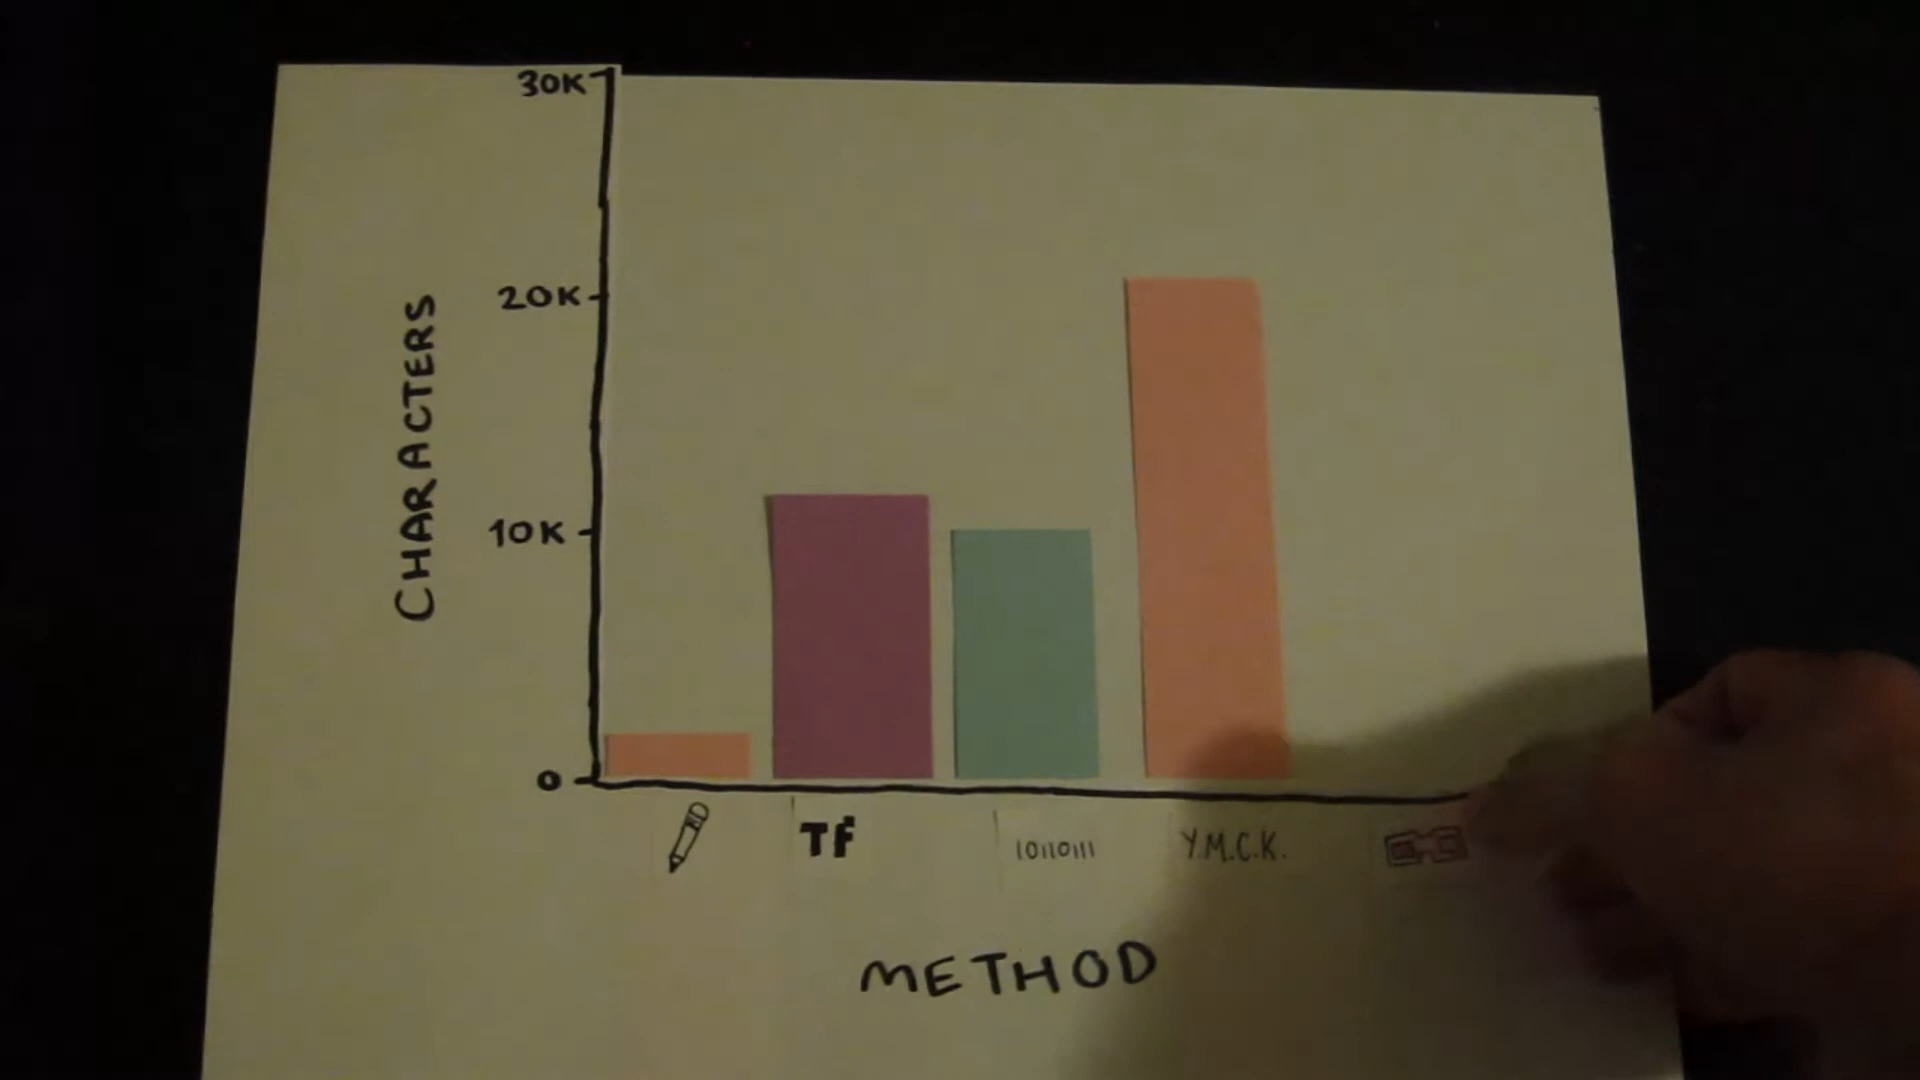 30K
20K
10K
0
CHARACTERS
Tf
10110111
Y.M.C.K.
METHOD